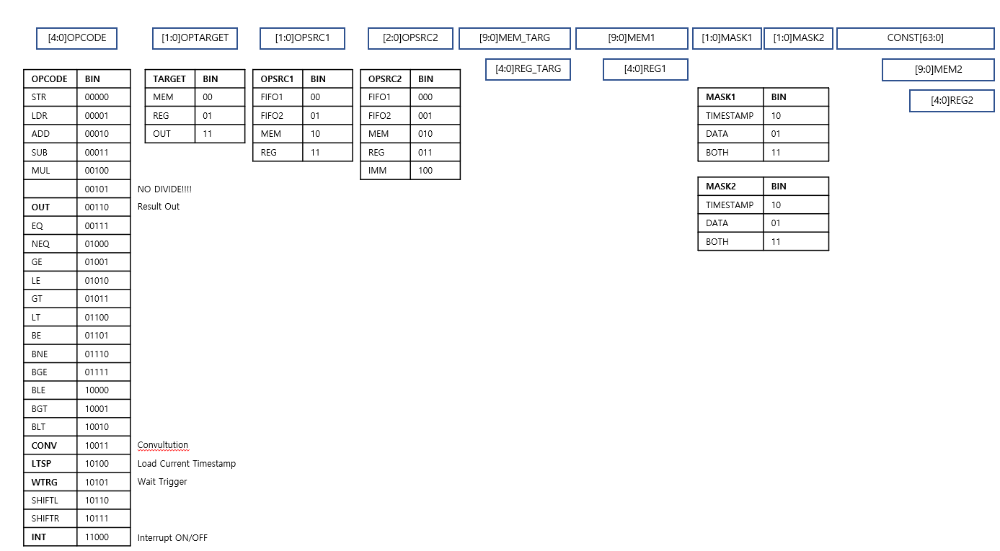 [4:0]OPCODE [1:0]OPTARGET [1:0]OPSRC1 [2:0]OPSRC2 [9:0]MEM_TARG [9:0]MEM1 [1:0]MASK1 [1:0]MASK2 CONST[63:0]
[4:0]REG_TARG [4:0]REG1 [9:0]MEM2
[4:0]REG2
OPCODE BIN
STR 00000
LDR 00001
ADD 00010
SUB 00011
MUL 00100
00101 NO DIVIDE!!!!
OUT 00110 Result Out
EQ 00111
NEQ 01000
GE 01001
LE 01010
GT 01011
LT 01100
BE 01101
BNE 01110
BGE 01111
BLE 10000
BGT 10001
BLT 10010
CONV 10011 Convultution
LTSP 10100 Load Current Timestamp
WTRG 10101 Wait Trigger
SHIFTL 10110
SHIFTR 10111
INT 11000 Interrupt ON/OFF
TARGET BIN
MEM 00
REG 01
OUT 11
OPSRC1 BIN
FIFO1 00
FIFO2 01
MEM 10
REG 11
OPSRC2 BIN
FIFO1 000
FIFO2 001
MEM 010
REG 011
IMM 100
MASK1 BIN
TIMESTAMP 10
DATA 01
BOTH 11
MASK2 BIN
TIMESTAMP 10
DATA 01
BOTH 11